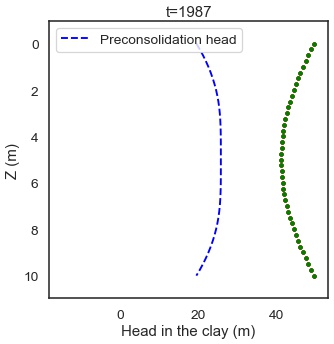 t=1987
Preconsolidation head
Z (m)
0
2
4
6
8
10
0
20
40
Head in the clay (m)